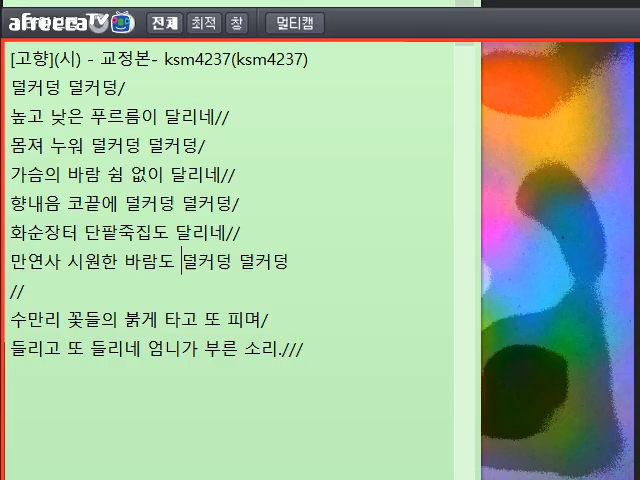 afreecaTV
전체 최적 창 멀티캠
[고향](시) - 교정본- ksm4237(ksm4237)
덜커덩 덜커덩/
높고 낮은 푸르름이 달리네//
몸져 누워 덜커덩 덜커덩/
가슴의 바람 쉼 없이 달리네//
향내음 코끝에 덜커덩 덜커덩/
화순장터 단팥죽집도 달리네//
만연사 시원한 바람도 덜커덩 덜커덩
//
수만리 꽃들의 붉게 타고 또 피며/
들리고 또 들리네 엄니가 부른 소리.///